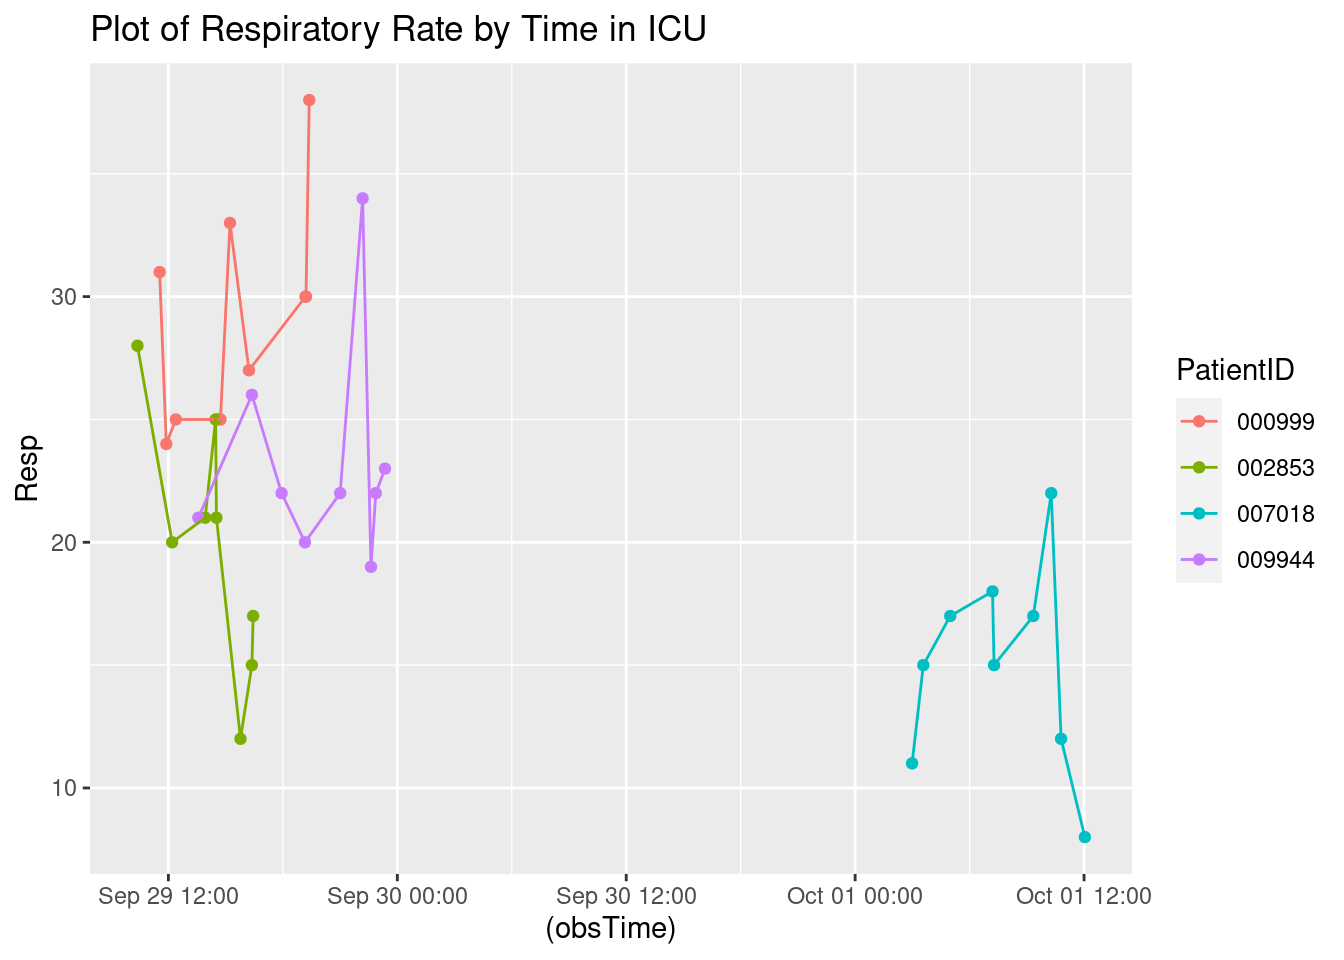 Plot of Respiratory Rate by Time in ICU
Resp
30
20
10
Sep 29 12:00
Sep 30 00:00
Sep 30 12:00
Oct 01 00:00
Oct 01 12:00
(obsTime)
PatientID
000999
002853
007018
009944